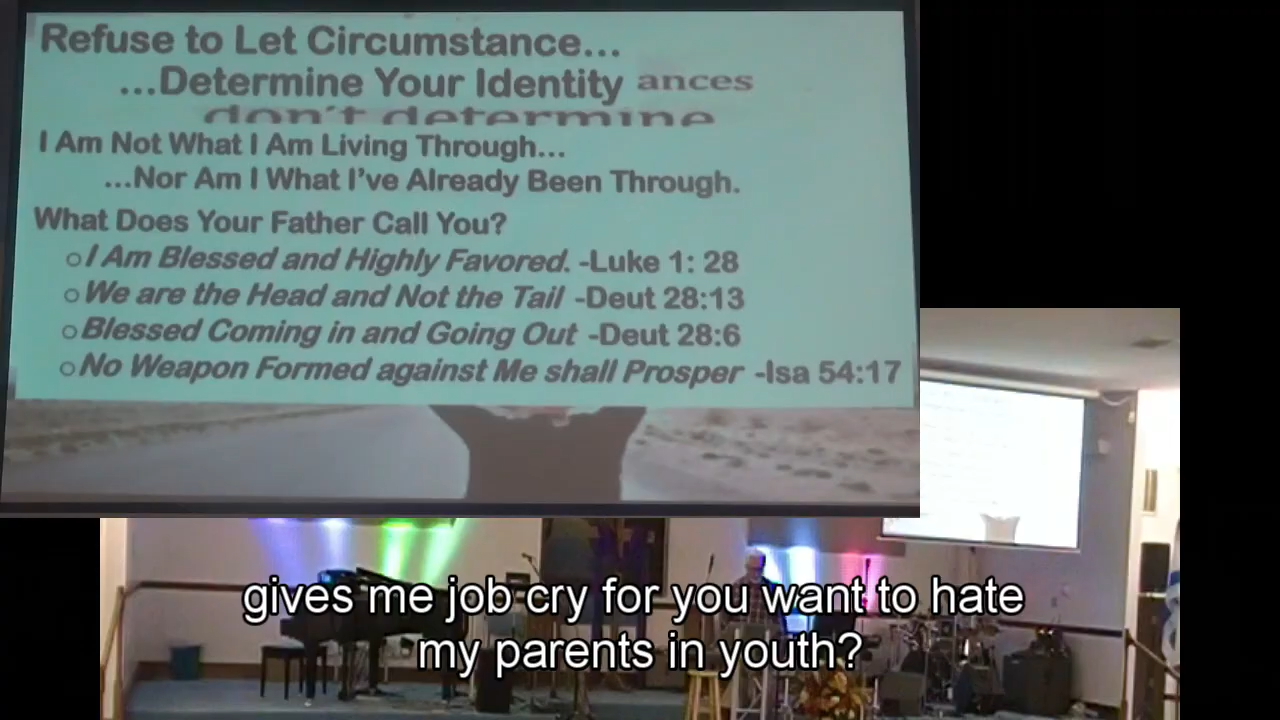 Refuse to Let Circumstance...
...Determine Your Identity ances
don't determine
I Am Not What I Am Living Through...
...Nor Am I What I've Already Been Through.
What Does Your Father Call You?
○ I Am Blessed and Highly Favored. -Luke 1: 28
○ We are the Head and Not the Tail -Deut 28:13
○ Blessed Coming in and Going Out -Deut 28:6
○ No Weapon Formed against Me shall Prosper -Isa 54:17
gives me job cry for you want to hate
my parents in youth?